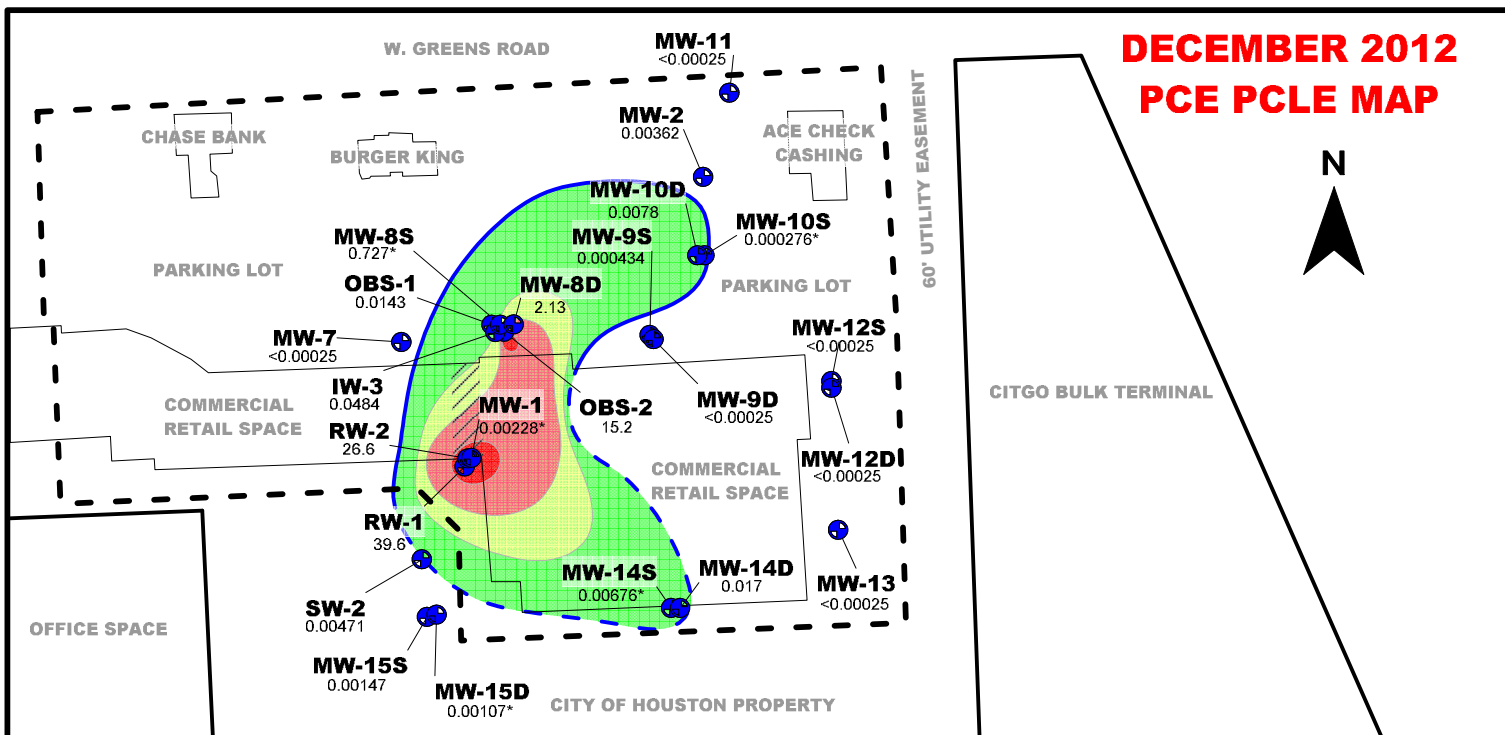 DECEMBER 2012
PCE PCLE MAP
N
W. GREENS ROAD
MW-11
<0.00025
MW-2
0.00362
CHASE BANK
BURGER KING
ACE CHECK
CASHING
60' UTILITY EASEMENT
MW-10D
0.0078
MW-10S
0.000276*
MW-8S
0.727*
MW-9S
0.000434
PARKING LOT
OBS-1
0.0143
MW-8D
2.13
PARKING LOT
MW-7
<0.00025
MW-12S
<0.00025
IW-3
0.0484
MW-1
0.00228*
OBS-2
15.2
MW-9D
<0.00025
CITGO BULK TERMINAL
COMMERCIAL
RETAIL SPACE
RW-2
26.6
MW-12D
<0.00025
COMMERCIAL
RETAIL SPACE
RW-1
39.6
MW-14S
0.00676*
MW-14D
0.017
MW-13
<0.00025
SW-2
0.00471
OFFICE SPACE
MW-15S
0.00147
MW-15D
0.00107*
CITY OF HOUSTON PROPERTY